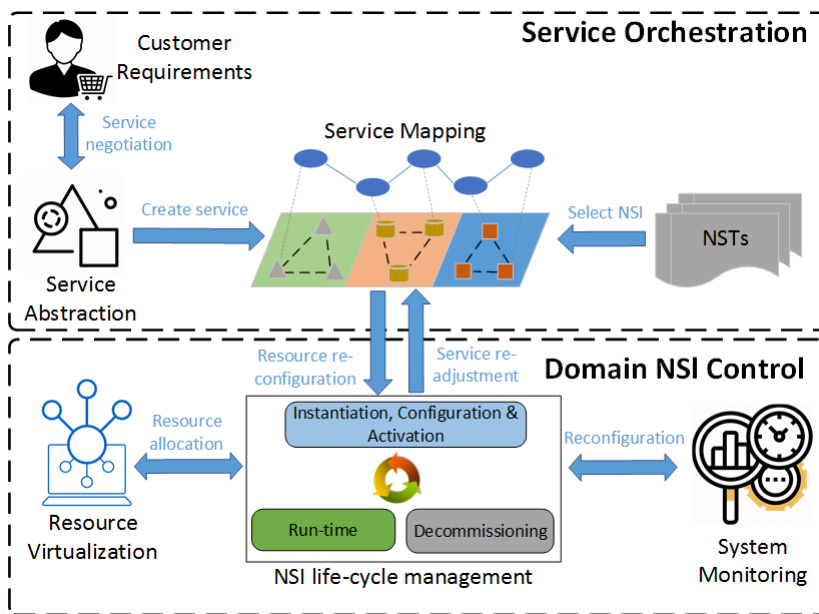 Service Orchestration
Customer
Requirements
Service
negotiation
Service Mapping
Create service
Select NSI
NSTs
Service
Abstraction
Resource re-
configuration
Service re-
adjustment
Domain NSI Control
Instantiation, Configuration &
Activation
Resource
allocation
Reconfiguration
Run-time
Decommissioning
Resource
Virtualization
NSI life-cycle management
System
Monitoring